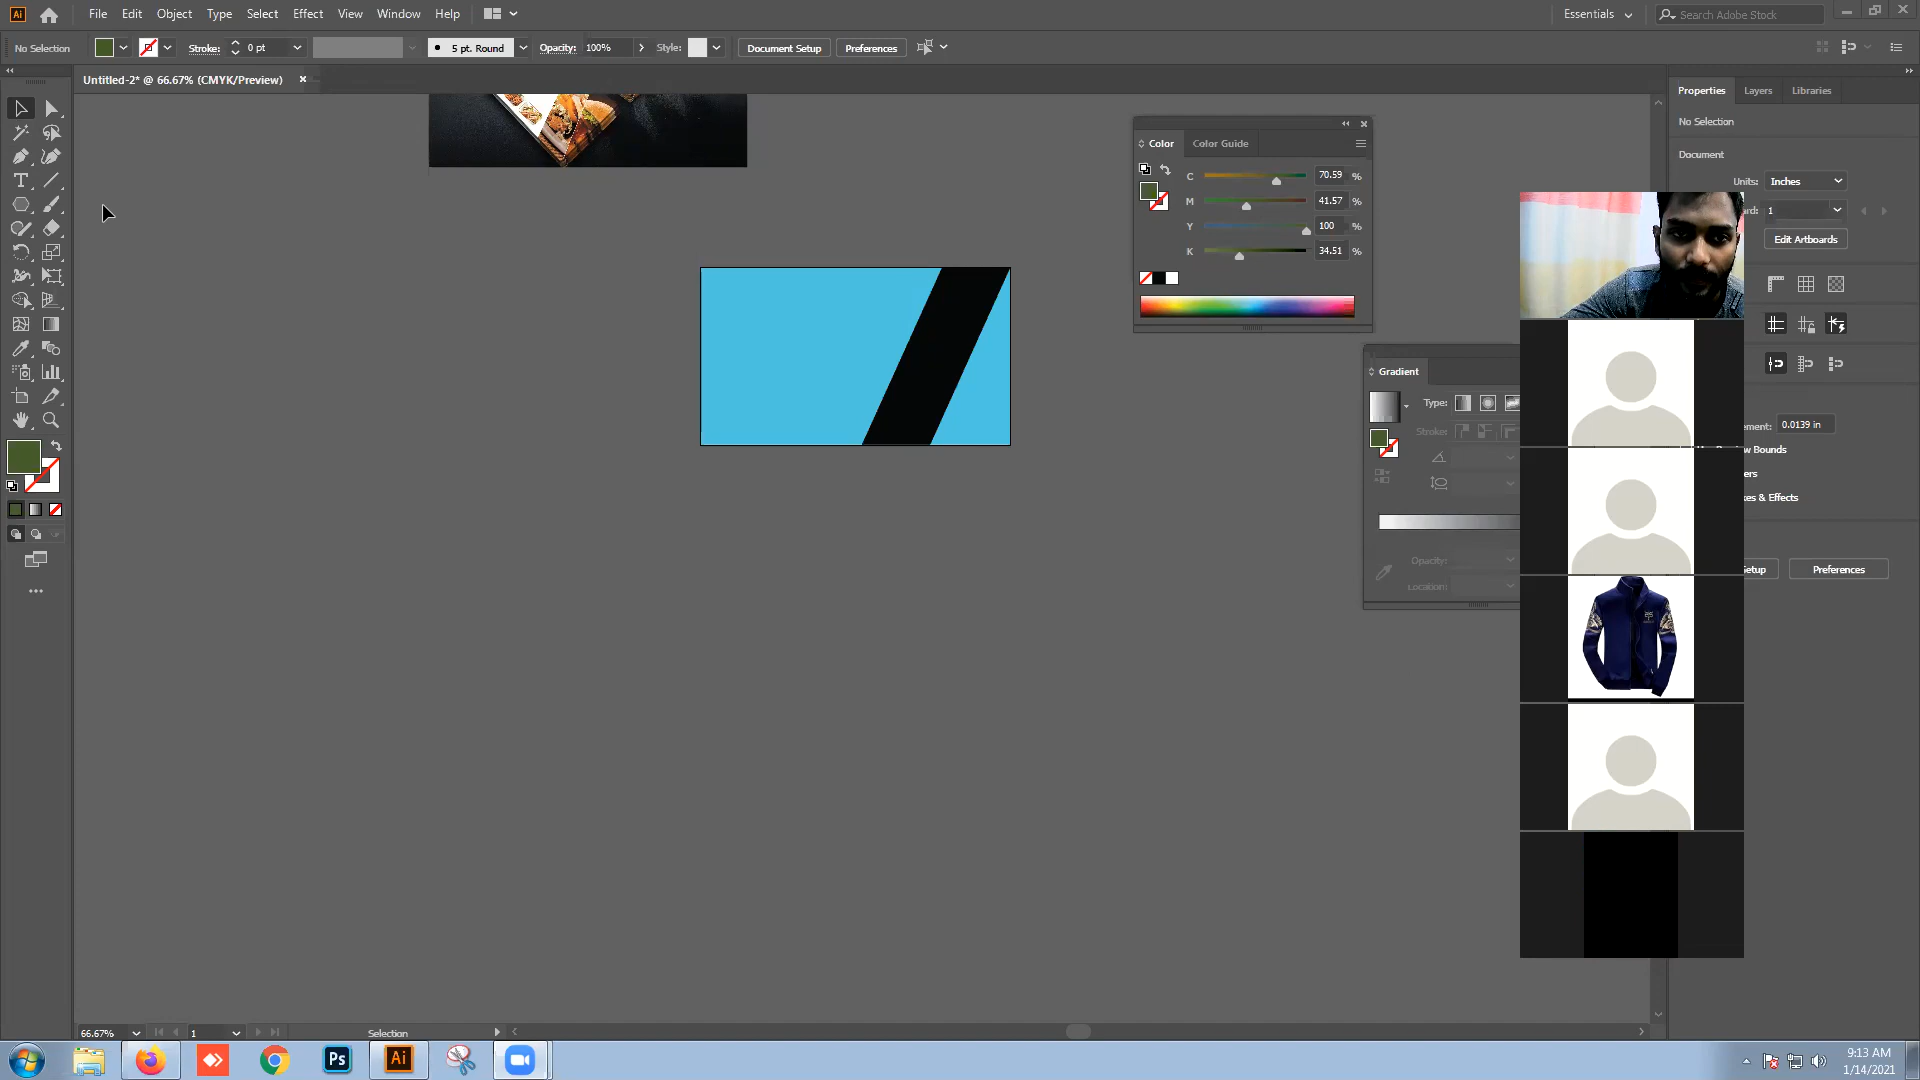 Ai File Edit Object Type Select Effect View Window Help Essentials Search Adobe Stock
No Selection Stroke: 0 pt 5 pt. Round Opacity: 100% Style: Document Setup Preferences
Untitled-2* @ 66.67% (CMYK/Preview)
Properties Layers Libraries
No Selection
Document
Units: Inches
1
Edit Artboards
Color Color Guide
C 70.59 %
M 41.57 %
Y 100 %
K 34.51 %
Gradient
Type:
Stroke:
Opacity:
Location:
0.0139 in
Bounds
Preferences
66.67% 1 Selection
Ps Ai
9:13 AM
1/14/2021